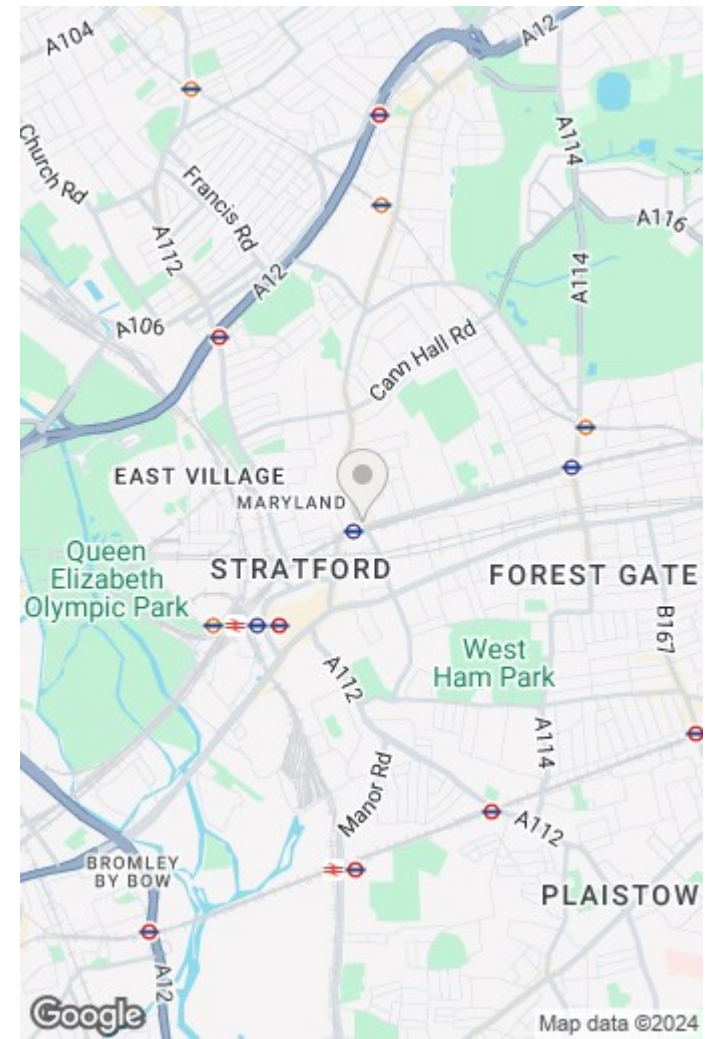 A104
A12
Church Rd
Francis Rd
A114
A116
A112
A12
A114
A106
Cann Hall Rd
EAST VILLAGE
MARYLAND
Queen
Elizabeth
Olympic Park
STRATFORD
FOREST GATE
B167
West
Ham Park
A112
A114
Manor Rd
A112
BROMLEY
BY BOW
PLAISTOW
A12
Google
Map data ©2024